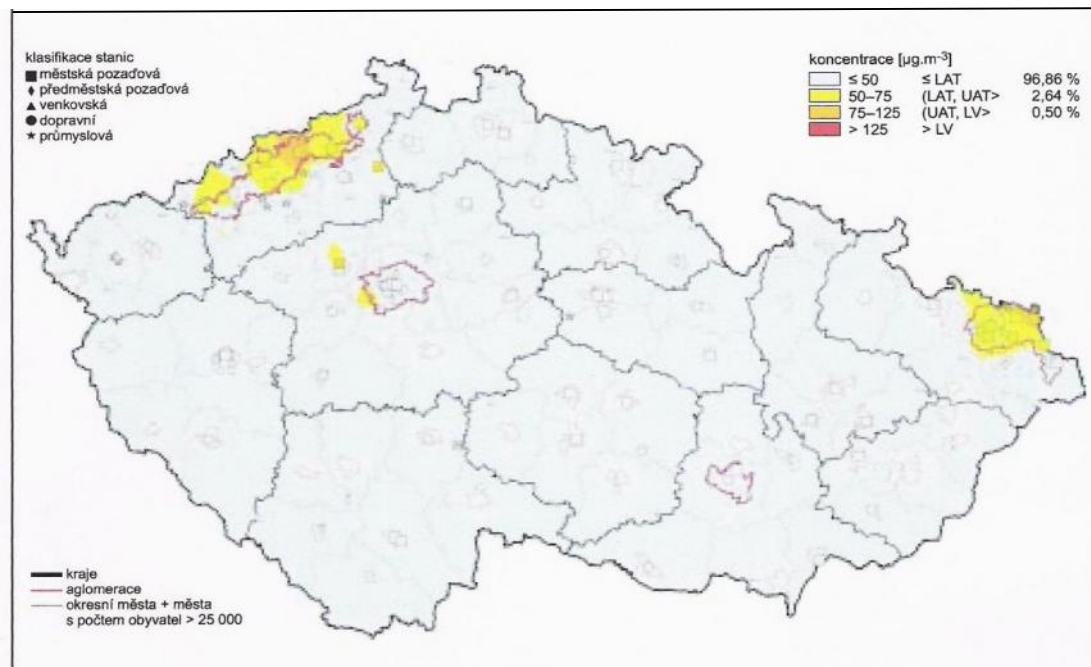 klasifikace stanic
městská pozaďová
předměstská pozaďová
venkovská
dopravní
průmyslová
koncentrace [µg.m⁻³]
≤ 50 ≤ LAT 96,86 %
50–75 (LAT, UAT> 2,64 %
75–125 (UAT, LV> 0,50 %
> 125 > LV
kraje
aglomerace
okresní města + města
s počtem obyvatel > 25 000